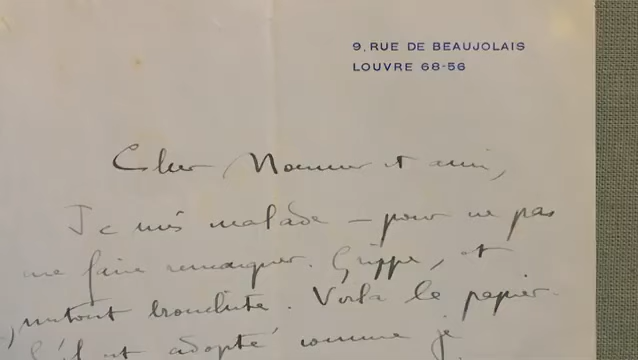 9, RUE DE BEAUJOLAIS
LOUVRE 68-56
Cher Monsieur et ami,
Je suis malade — pour ne pas
me faire remarquer. Grippe, et
surtout bronchite. Voilà le papier.
S'il est adopté comme je